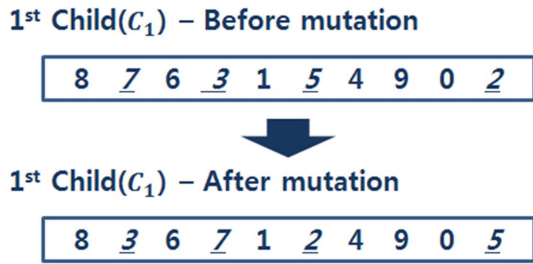 1st Child(C₁) – Before mutation
8 7 6 3 1 5 4 9 0 2
1st Child(C₁) – After mutation
8 3 6 7 1 2 4 9 0 5